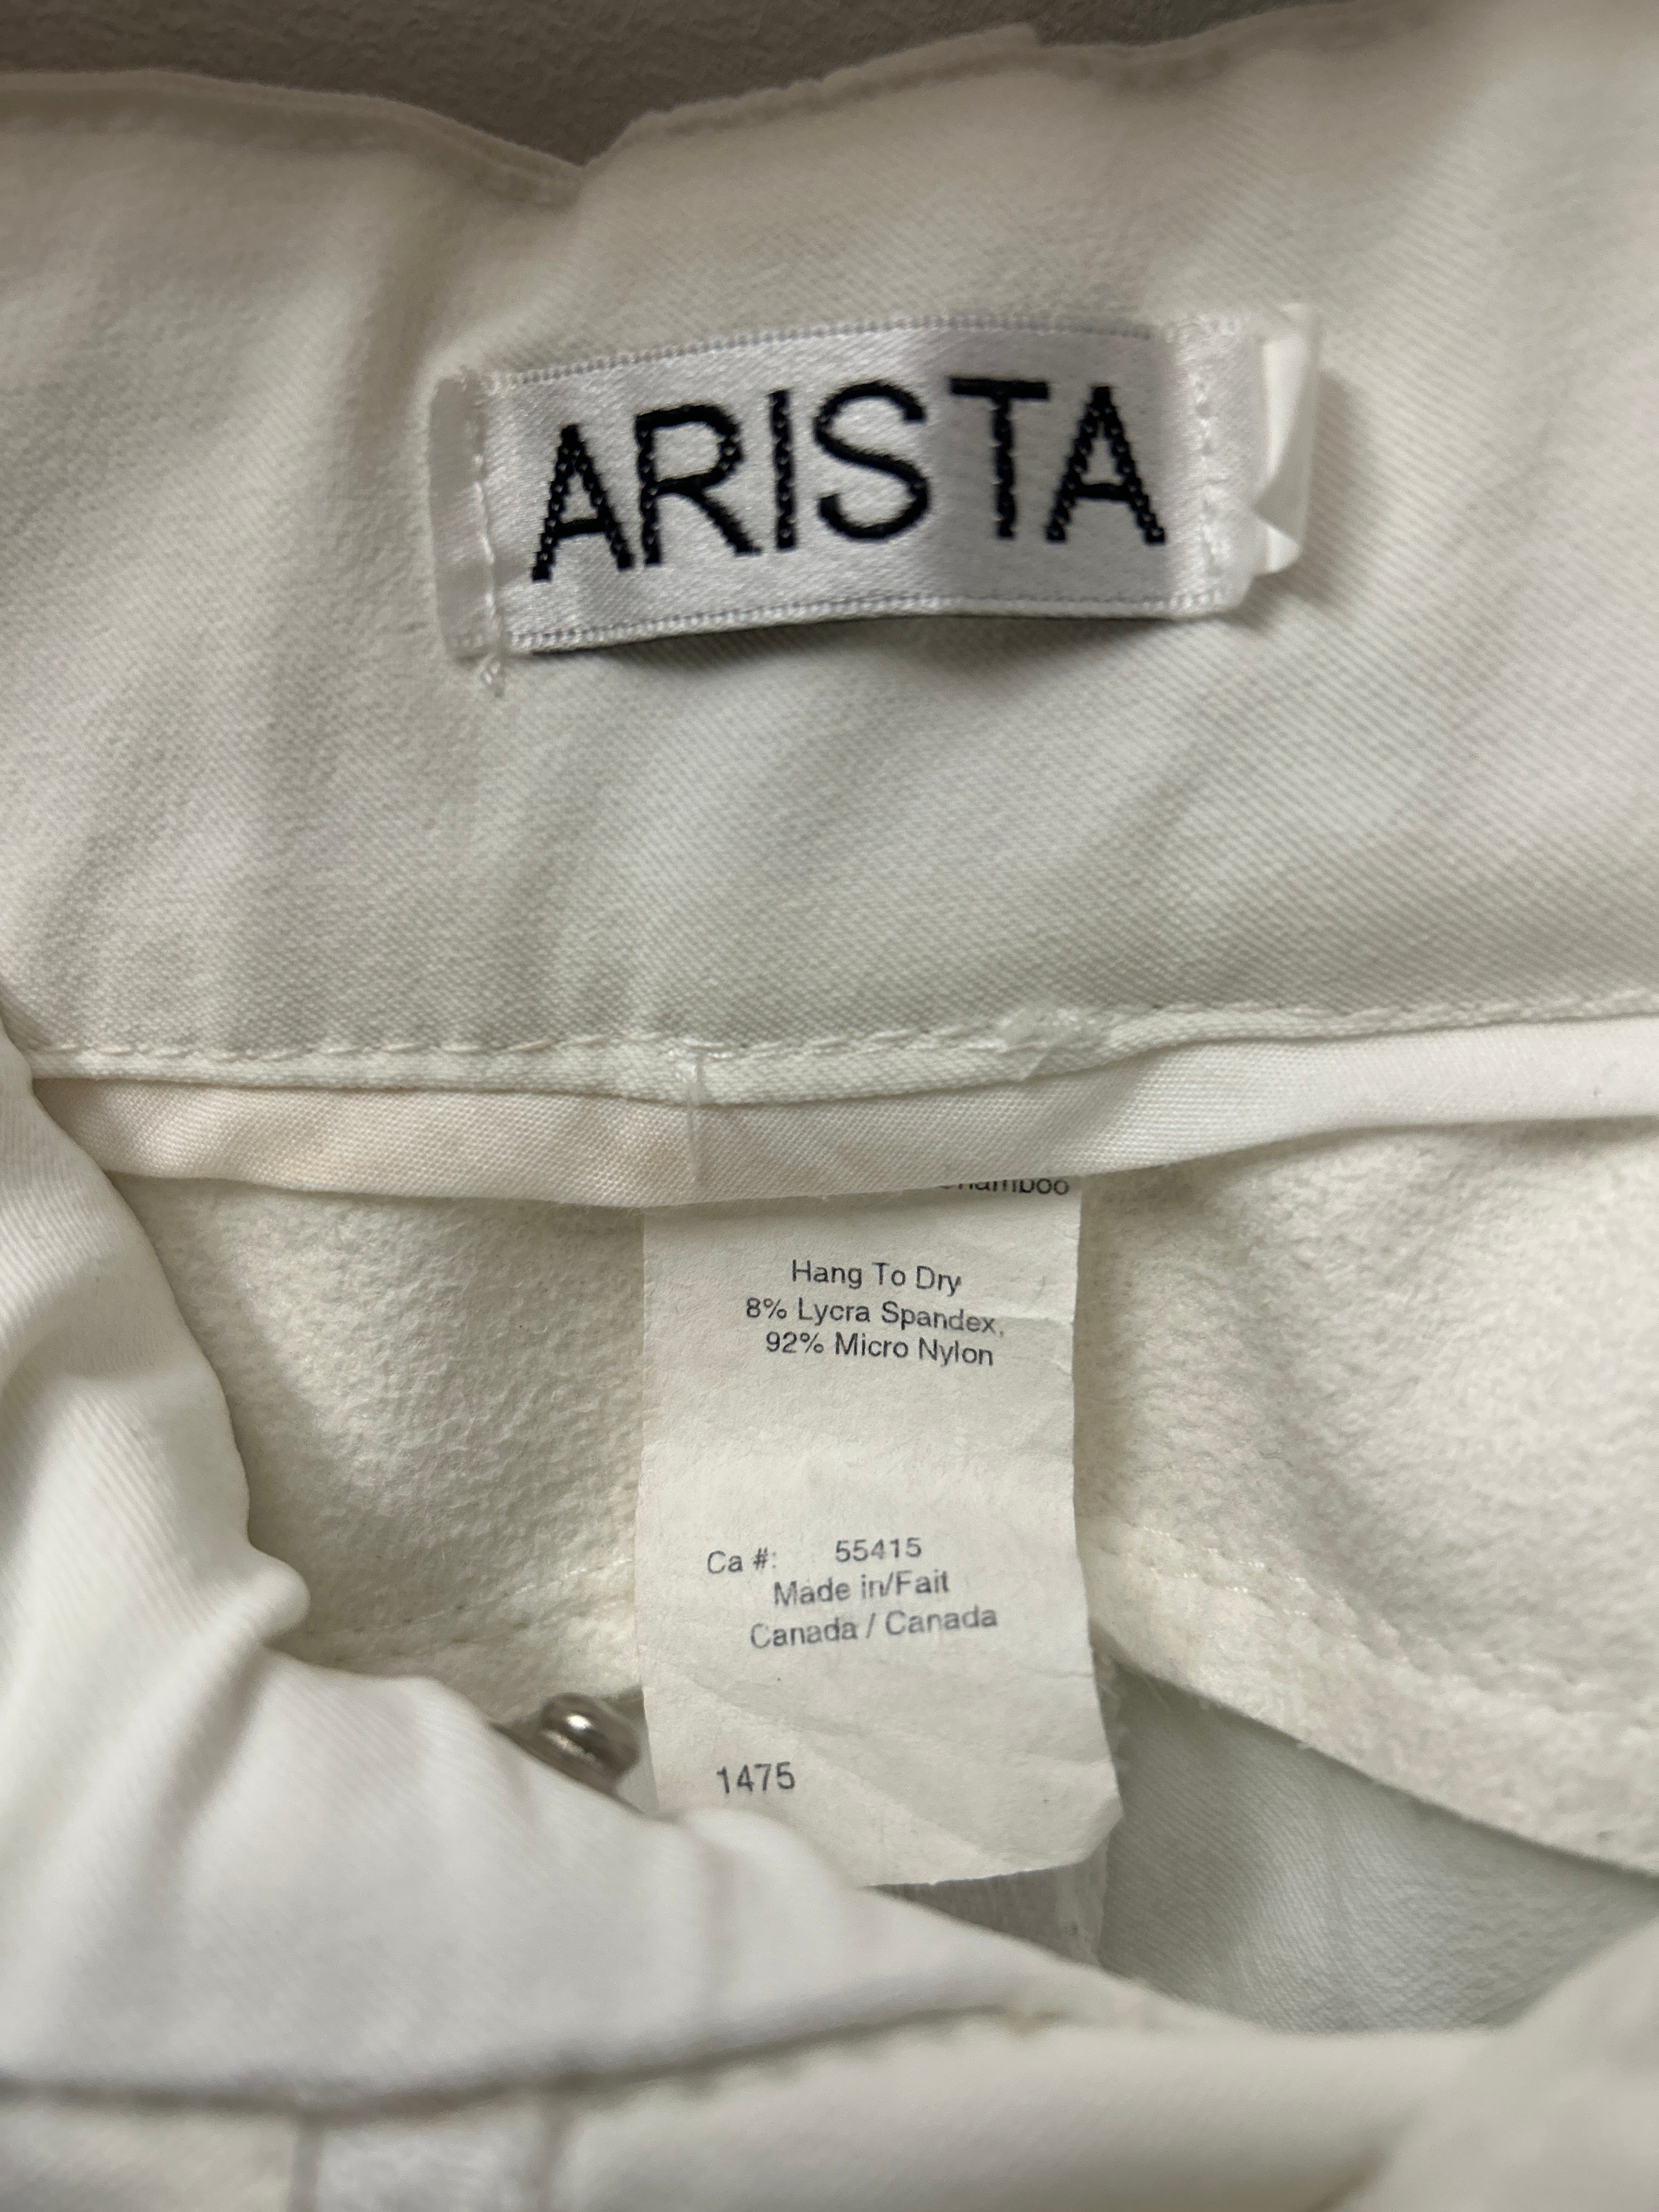 ARISTA
Hang To Dry
8% Lycra Spandex,
92% Micro Nylon
Ca #: 55415
Made in/Fait
Canada / Canada
1475